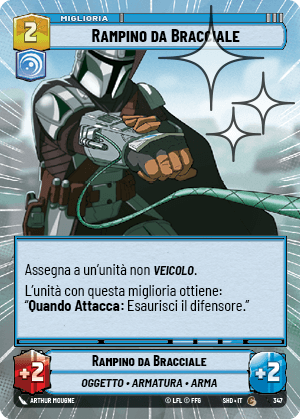 MIGLIORIA
2
RAMPINO DA BRACCIALE
Assegna a un'unità non VEICOLO.
L'unità con questa miglioria ottiene:
"Quando Attacca: Esaurisci il difensore."
RAMPINO DA BRACCIALE
+2
OGGETTO • ARMATURA • ARMA
+2
ARTHUR MOUGNE © LFL © FFG SHD • IT 347